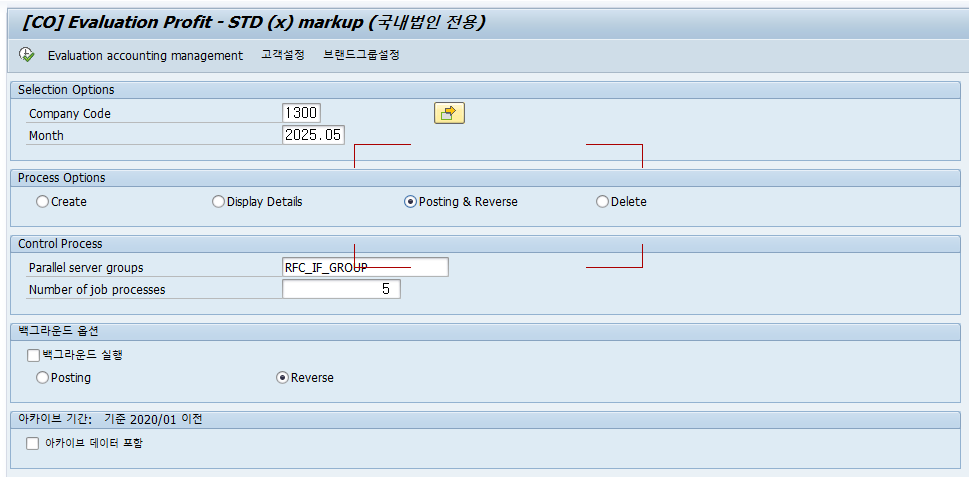 [CO] Evaluation Profit - STD (x) markup (국내법인 전용)
Evaluation accounting management 고객설정 브랜드그룹설정
Selection Options
Company Code 1300
Month 2025.05
Process Options
Create Display Details Posting & Reverse Delete
Control Process
Parallel server groups RFC_IF_GROUP
Number of job processes 5
백그라운드 옵션
백그라운드 실행
Posting Reverse
아카이브 기간: 기준 2020/01 이전
아카이브 데이터 포함